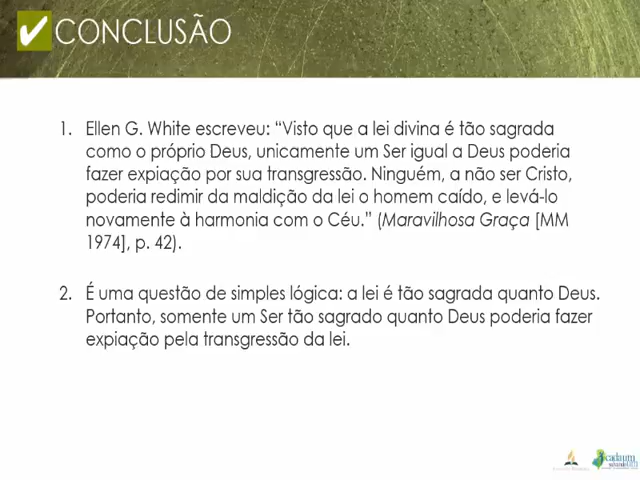 CONCLUSÃO
1. Ellen G. White escreveu: “Visto que a lei divina é tão sagrada
como o próprio Deus, unicamente um Ser igual a Deus poderia
fazer expiação por sua transgressão. Ninguém, a não ser Cristo,
poderia redimir da maldição da lei o homem caído, e levá-lo
novamente à harmonia com o Céu.” (Maravilhosa Graça [MM
1974], p. 42).
2. É uma questão de simples lógica: a lei é tão sagrada quanto Deus.
Portanto, somente um Ser tão sagrado quanto Deus poderia fazer
expiação pela transgressão da lei.
cadaum